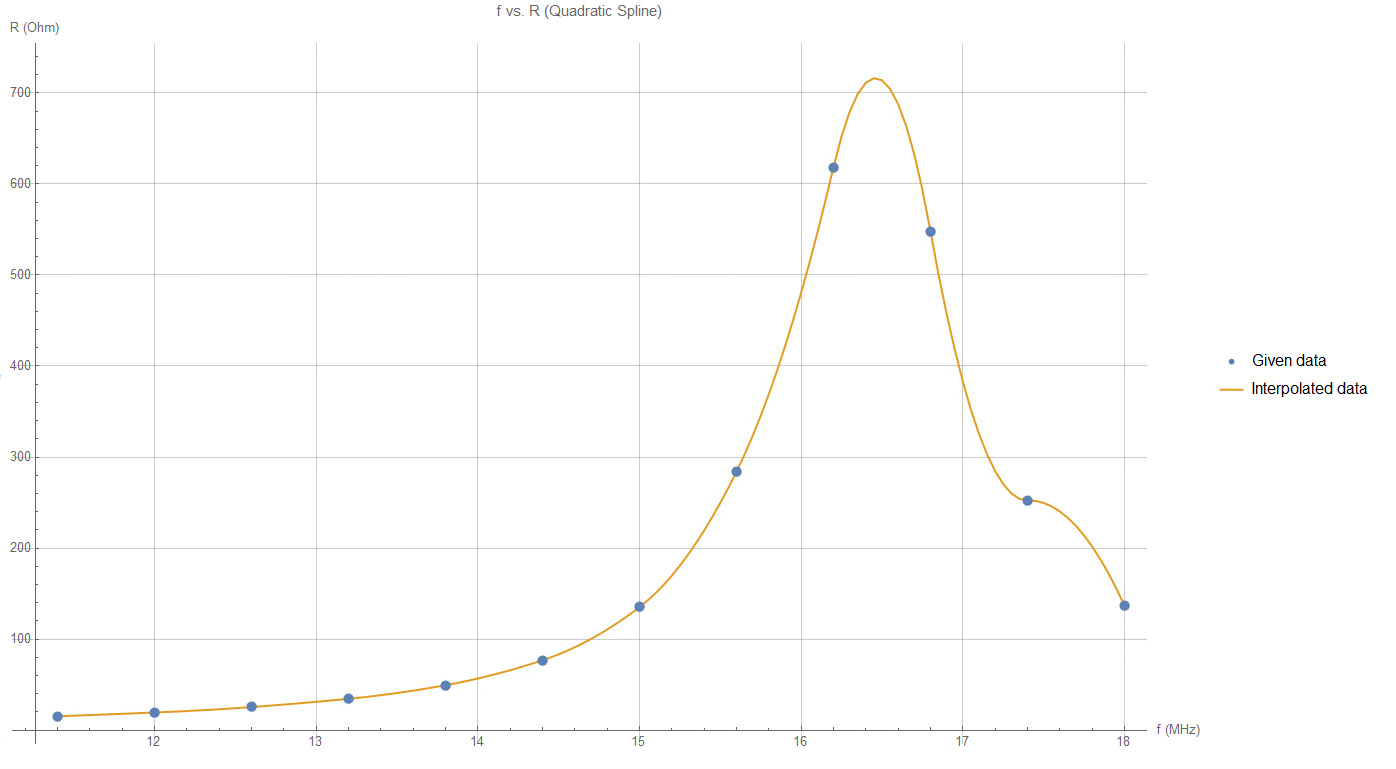 f vs. R (Quadratic Spline)
R (Ohm)
700
600
500
400
300
200
100
12 13 14 15 16 17 18
f (MHz)
Given data
Interpolated data